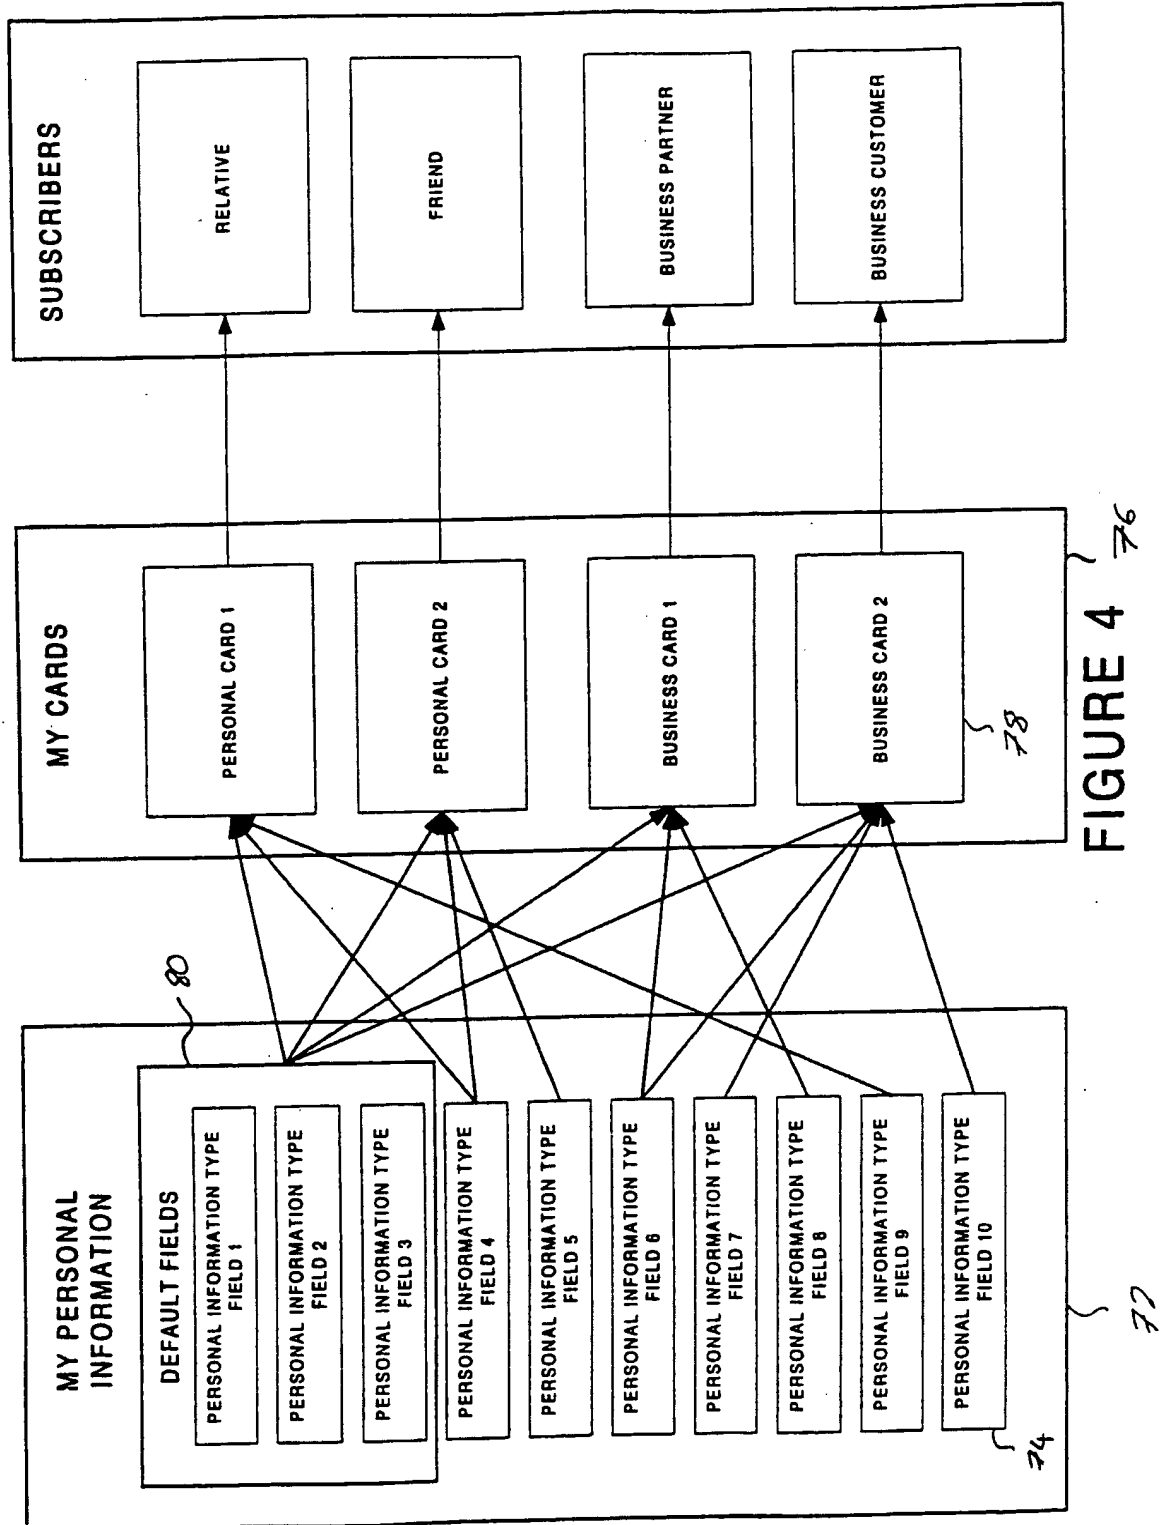 MY PERSONAL
INFORMATION
DEFAULT FIELDS
PERSONAL INFORMATION TYPE
FIELD 1
PERSONAL INFORMATION TYPE
FIELD 2
PERSONAL INFORMATION TYPE
FIELD 3
PERSONAL INFORMATION TYPE
FIELD 4
PERSONAL INFORMATION TYPE
FIELD 5
PERSONAL INFORMATION TYPE
FIELD 6
PERSONAL INFORMATION TYPE
FIELD 7
PERSONAL INFORMATION TYPE
FIELD 8
PERSONAL INFORMATION TYPE
FIELD 9
PERSONAL INFORMATION TYPE
FIELD 10
74
80
MY CARDS
PERSONAL CARD 1
PERSONAL CARD 2
BUSINESS CARD 1
BUSINESS CARD 2
78
76
SUBSCRIBERS
RELATIVE
FRIEND
BUSINESS PARTNER
BUSINESS CUSTOMER
FIGURE 4